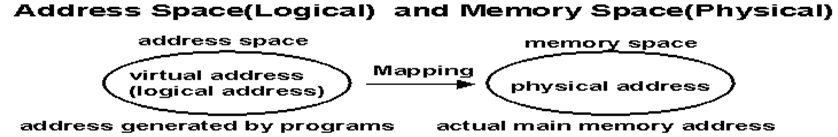 Address Space(Logical) and Memory Space(Physical)
address space
memory space
virtual address
(logical address)
Mapping
physical address
address generated by programs
actual main memory address